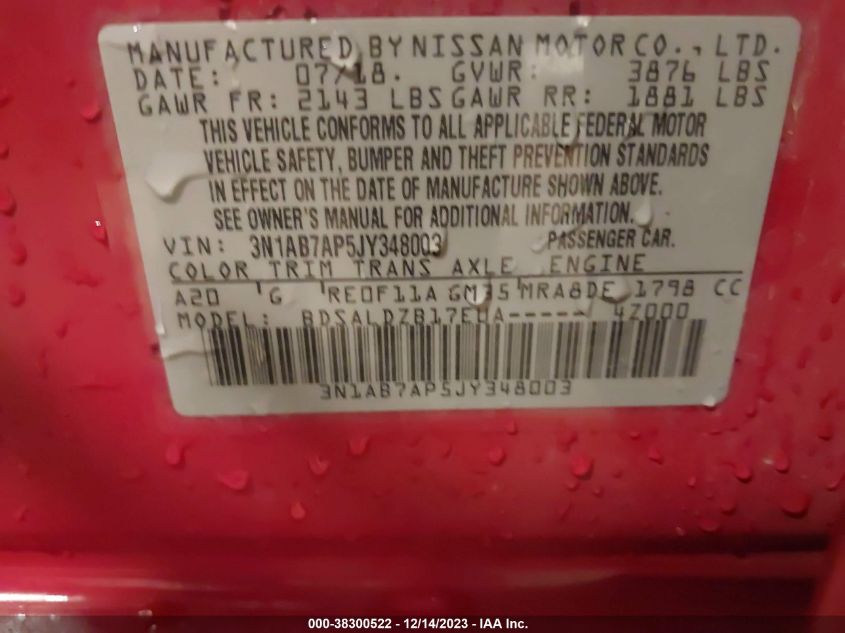 MANUFACTURED BY NISSAN MOTOR CO., LTD.
DATE: 07/18. GVWR: 3876 LBS
GAWR FR: 2143 LBS GAWR RR: 1881 LBS
THIS VEHICLE CONFORMS TO ALL APPLICABLE FEDERAL MOTOR
VEHICLE SAFETY, BUMPER AND THEFT PREVENTION STANDARDS
IN EFFECT ON THE DATE OF MANUFACTURE SHOWN ABOVE.
SEE OWNER'S MANUAL FOR ADDITIONAL INFORMATION.
VIN: 3N1AB7AP5JY348003 PASSENGER CAR.
COLOR TRIM TRANS AXLE ENGINE
A20 G RE0F11A GM35 MRA8DE 1798 CC
MODEL: 4Z000
3N1AB7AP5JY348003
000-38300522 - 12/14/2023 - IAA Inc.